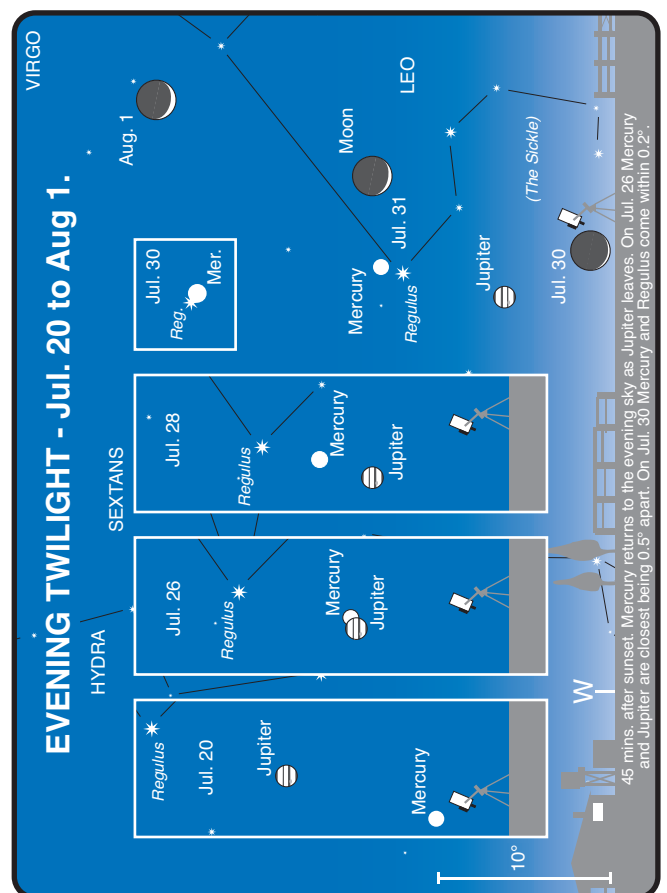 EVENING TWILIGHT - Jul. 20 to Aug 1.
VIRGO
HYDRA
SEXTANS
LEO
Aug. 1
Moon
Jul. 31
Mercury
Regulus
Jupiter
Jul. 30
(The Sickle)
Regulus
Jul. 20
Jupiter
Mercury
Jul. 26
Regulus
Mercury
Jupiter
Jul. 28
Regulus
Mercury
Jupiter
Jul. 30
Reg.
Mer.
10°
W
45 mins. after sunset. Mercury returns to the evening sky as Jupiter leaves. On Jul. 26 Mercury
and Jupiter are closest being 0.5° apart. On Jul. 30 Mercury and Regulus come within 0.2°.